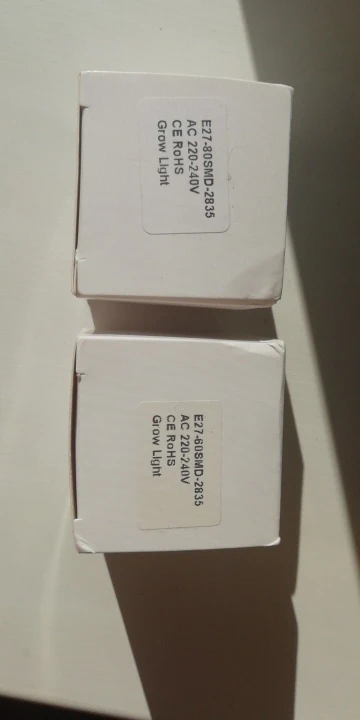 E27-80SMD-2835
AC 220-240V
CE RoHS
Grow Light
E27-60SMD-2835
AC 220-240V
CE RoHS
Grow Light